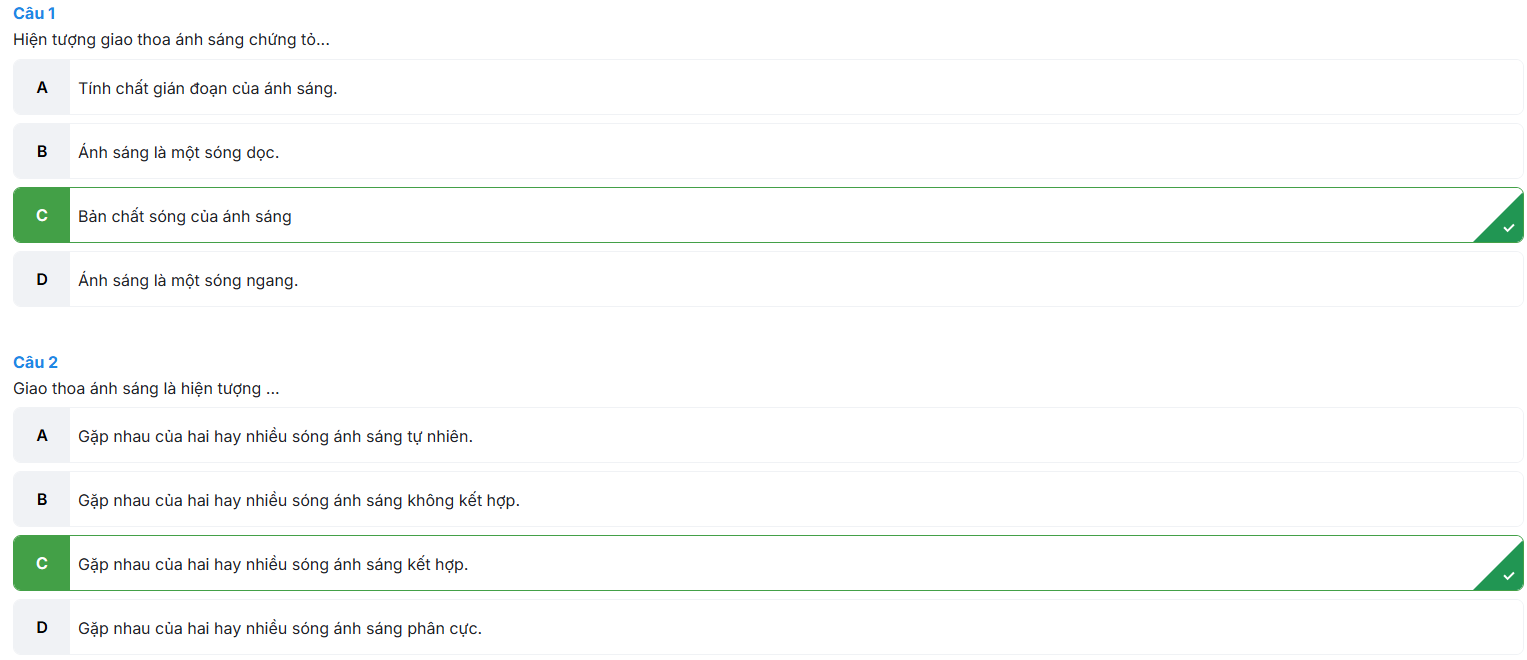 Câu 1
Hiện tượng giao thoa ánh sáng chứng tỏ...
A Tính chất gián đoạn của ánh sáng.
B Ánh sáng là một sóng dọc.
C Bản chất sóng của ánh sáng
D Ánh sáng là một sóng ngang.
Câu 2
Giao thoa ánh sáng là hiện tượng ...
A Gặp nhau của hai hay nhiều sóng ánh sáng tự nhiên.
B Gặp nhau của hai hay nhiều sóng ánh sáng không kết hợp.
C Gặp nhau của hai hay nhiều sóng ánh sáng kết hợp.
D Gặp nhau của hai hay nhiều sóng ánh sáng phân cực.